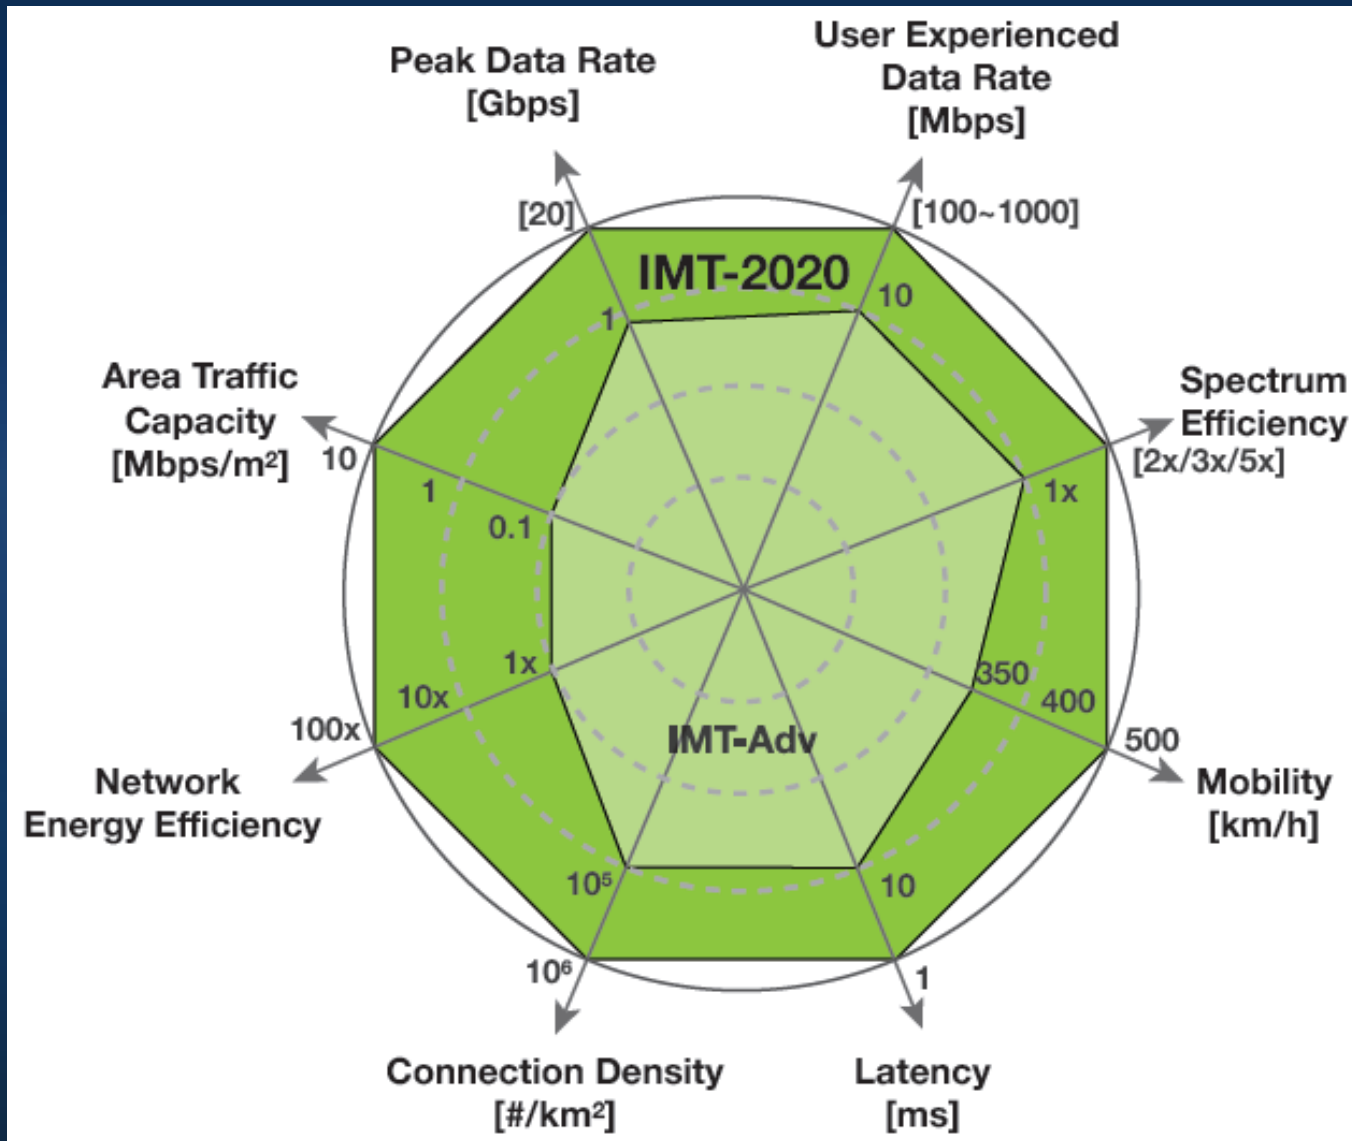 User Experienced
Data Rate
[Mbps]
Peak Data Rate
[Gbps]
[20]
[100~1000]
IMT-2020
10
1
Area Traffic
Capacity
[Mbps/m²]
10
1
0.1
Spectrum
Efficiency
[2x/3x/5x]
1x
1x
10x
100x
Network
Energy Efficiency
350
400
500
Mobility
[km/h]
IMT-Adv
10⁵
10
10⁶
1
Connection Density
[#/km²]
Latency
[ms]